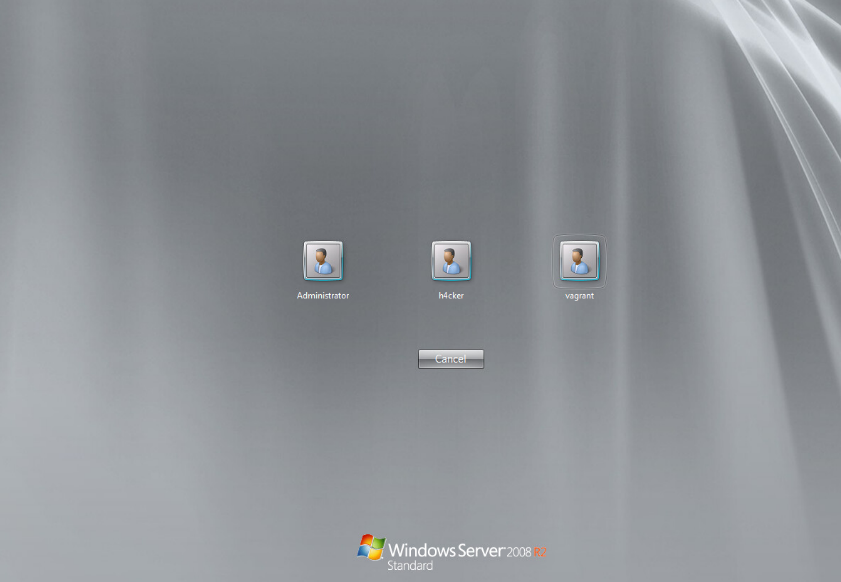 Administrator
h4cker
vagrant
Cancel
Windows Server 2008 R2
Standard